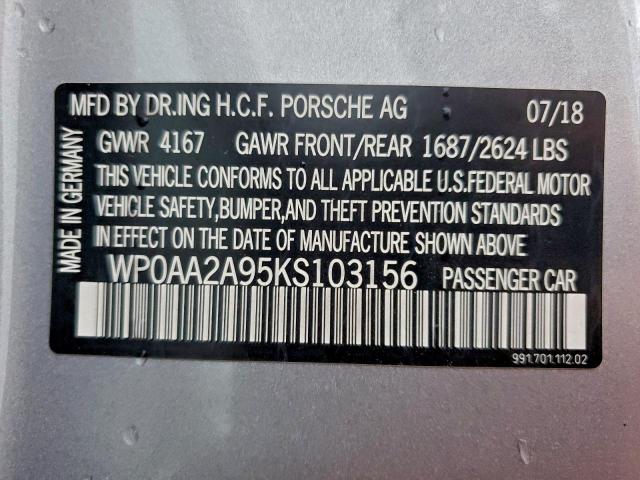 MFD BY DR.ING H.C.F. PORSCHE AG 07/18
GVWR 4167 GAWR FRONT/REAR 1687/2624 LBS
THIS VEHICLE CONFORMS TO ALL APPLICABLE U.S.FEDERAL MOTOR
VEHICLE SAFETY,BUMPER,AND THEFT PREVENTION STANDARDS
IN EFFECT ON THE DATE OF MANUFACTURE SHOWN ABOVE.
WP0AA2A95KS103156 PASSENGER CAR
991.701.112.02
MADE IN GERMANY